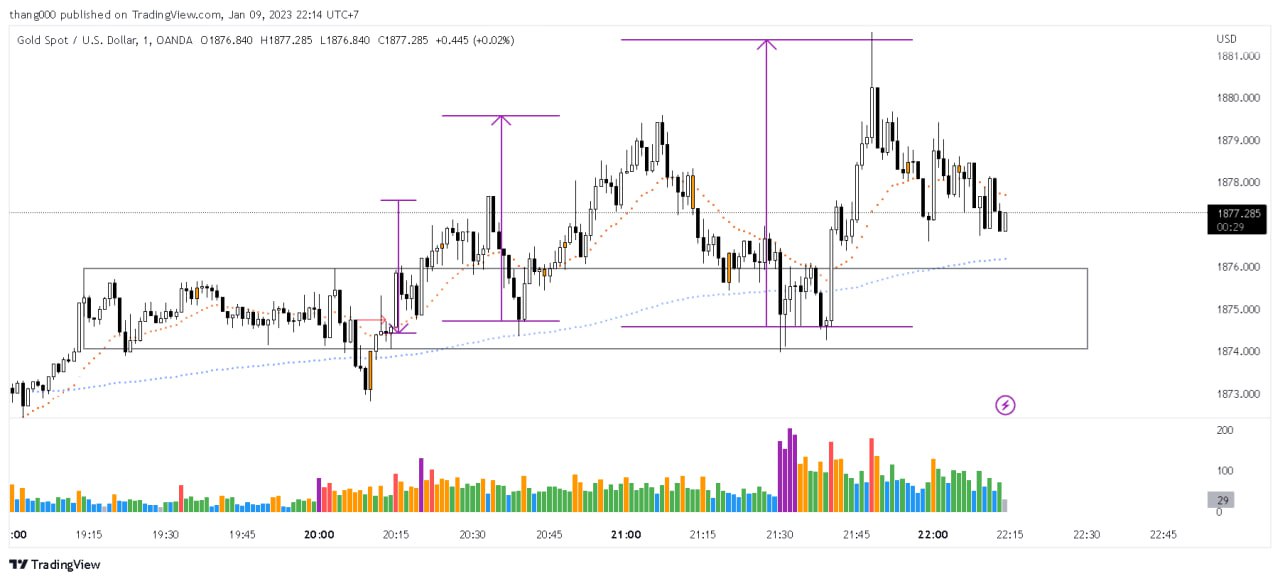 thang000 published on TradingView.com, Jan 09, 2023 22:14 UTC+7
Gold Spot / U.S. Dollar, 1, OANDA O1876.840 H1877.285 L1876.840 C1877.285 +0.445 (+0.02%)
USD
1881.000
1880.000
1879.000
1878.000
1877.285
00:29
1876.000
1875.000
1874.000
1873.000
200
100
29
0
:00 19:15 19:30 19:45 20:00 20:15 20:30 20:45 21:00 21:15 21:30 21:45 22:00 22:15 22:30 22:45
TradingView